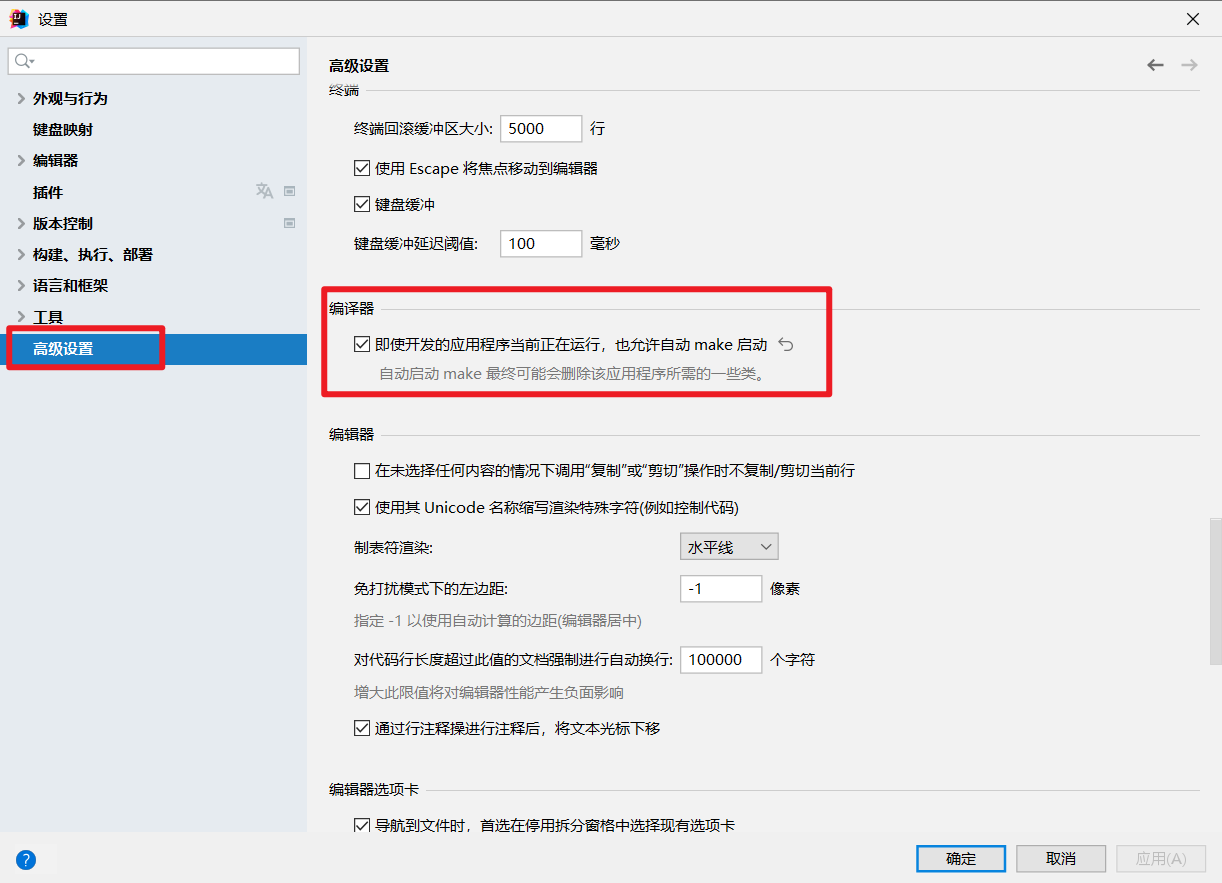 设置
外观与行为
键盘映射
编辑器
插件
版本控制
构建、执行、部署
语言和框架
工具
高级设置
高级设置
终端
终端回滚缓冲区大小: 5000 行
使用 Escape 将焦点移动到编辑器
键盘缓冲
键盘缓冲延迟阈值: 100 毫秒
编译器
即使开发的应用程序当前正在运行，也允许自动 make 启动
自动启动 make 最终可能会删除该应用程序所需的一些类。
编辑器
在未选择任何内容的情况下调用“复制”或“剪切”操作时不复制/剪切当前行
使用其 Unicode 名称缩写渲染特殊字符(例如控制代码)
制表符渲染: 水平线
免打扰模式下的左边距: -1 像素
指定 -1 以使用自动计算的边距(编辑器居中)
对代码行长度超过此值的文档强制进行自动换行: 100000 个字符
增大此限值将对编辑器性能产生负面影响
通过行注释操进行注释后，将文本光标下移
编辑器选项卡
导航到文件时，首选在停用拆分窗格中选择现有选项卡
? 确定 取消 应用(A)